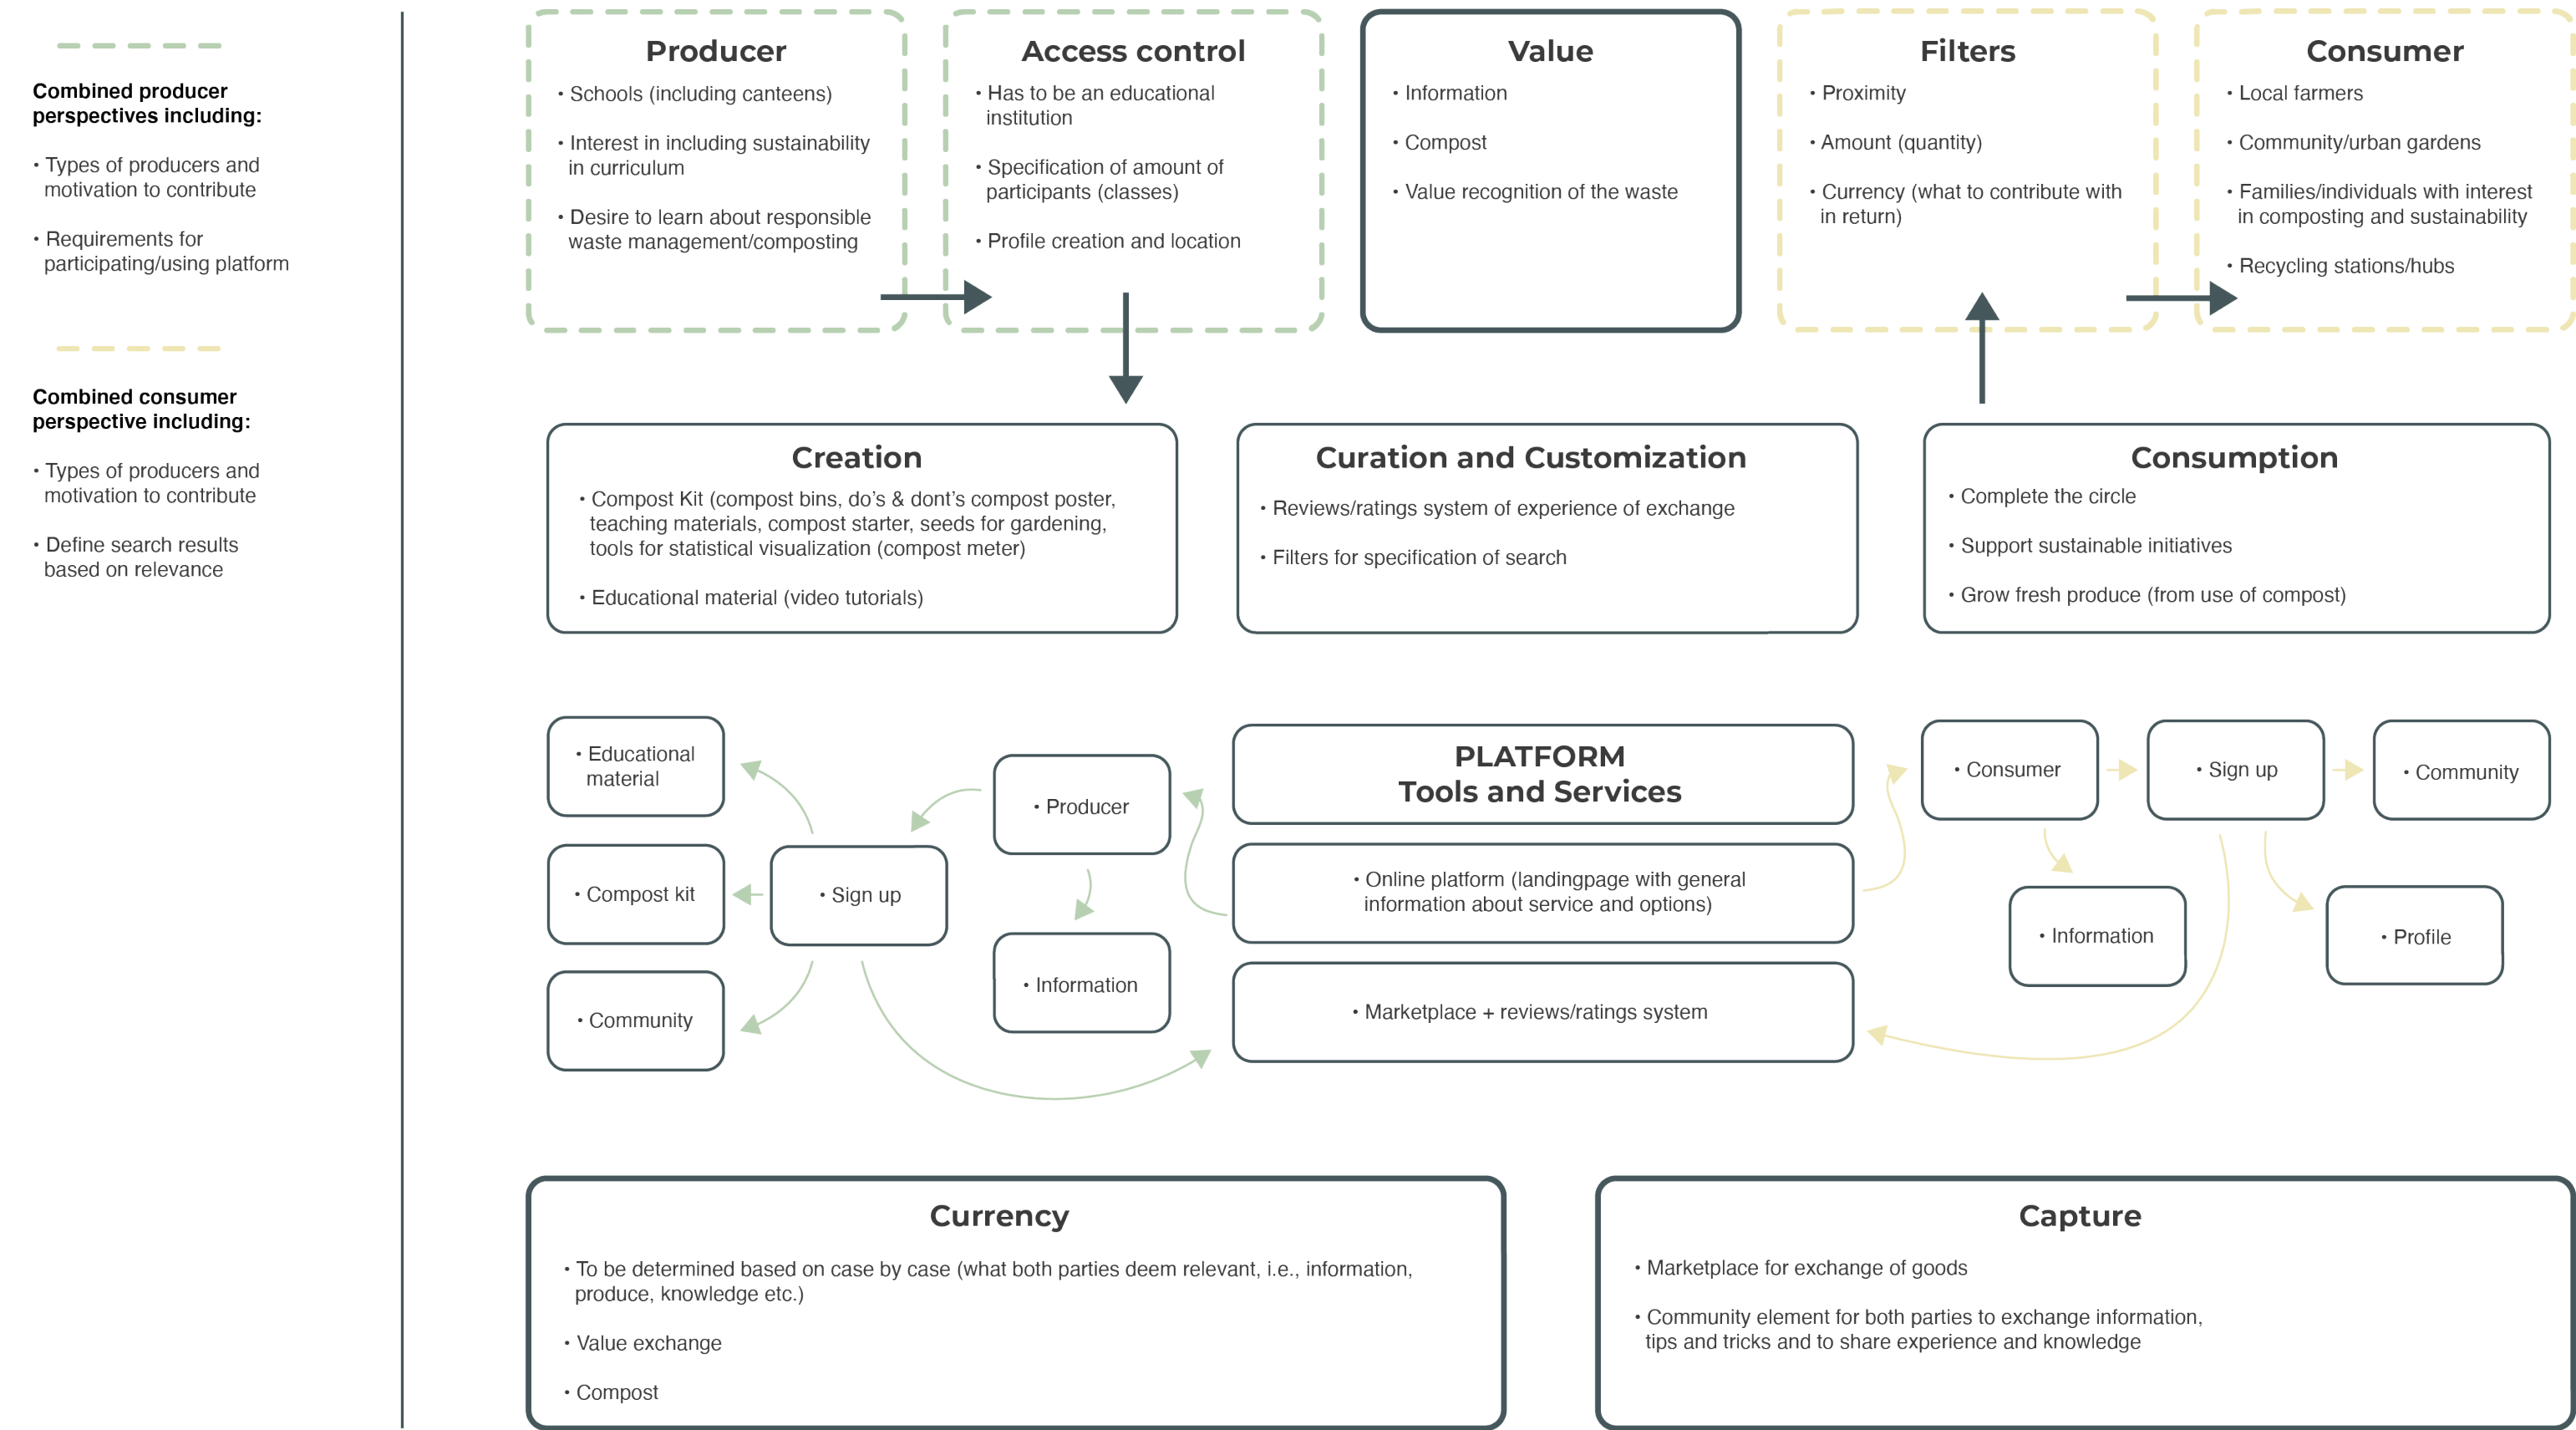 Combined producer
perspectives including:
• Types of producers and
motivation to contribute
• Requirements for
participating/using platform
Combined consumer
perspective including:
• Types of producers and
motivation to contribute
• Define search results
based on relevance
Producer
• Schools (including canteens)
• Interest in including sustainability
in curriculum
• Desire to learn about responsible
waste management/composting
Access control
• Has to be an educational
institution
• Specification of amount of
participants (classes)
• Profile creation and location
Value
• Information
• Compost
• Value recognition of the waste
Filters
• Proximity
• Amount (quantity)
• Currency (what to contribute with
in return)
Consumer
• Local farmers
• Community/urban gardens
• Families/individuals with interest
in composting and sustainability
• Recycling stations/hubs
Creation
• Compost Kit (compost bins, do's & dont's compost poster,
teaching materials, compost starter, seeds for gardening,
tools for statistical visualization (compost meter)
• Educational material (video tutorials)
Curation and Customization
• Reviews/ratings system of experience of exchange
• Filters for specification of search
Consumption
• Complete the circle
• Support sustainable initiatives
• Grow fresh produce (from use of compost)
• Educational
material
• Compost kit
• Community
• Sign up
• Producer
• Information
PLATFORM
Tools and Services
• Online platform (landingpage with general
information about service and options)
• Marketplace + reviews/ratings system
• Consumer
• Sign up
• Community
• Information
• Profile
Currency
• To be determined based on case by case (what both parties deem relevant, i.e., information,
produce, knowledge etc.)
• Value exchange
• Compost
Capture
• Marketplace for exchange of goods
• Community element for both parties to exchange information,
tips and tricks and to share experience and knowledge